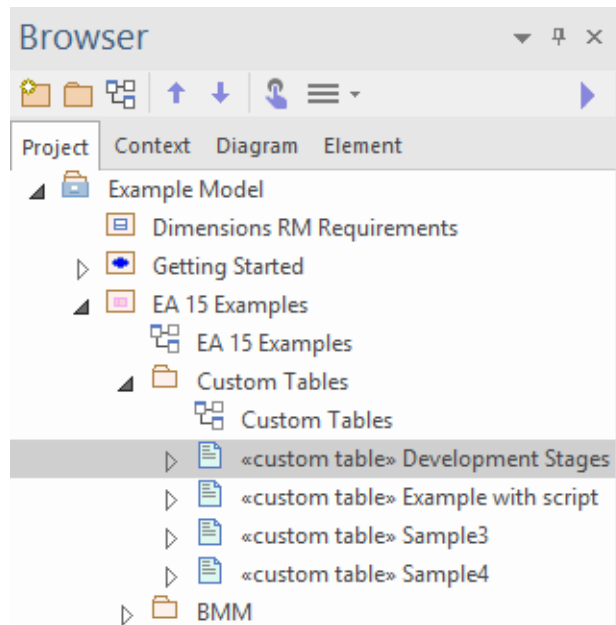 Browser
Project Context Diagram Element
Example Model
Dimensions RM Requirements
Getting Started
EA 15 Examples
EA 15 Examples
Custom Tables
Custom Tables
«custom table» Development Stages
«custom table» Example with script
«custom table» Sample3
«custom table» Sample4
BMM